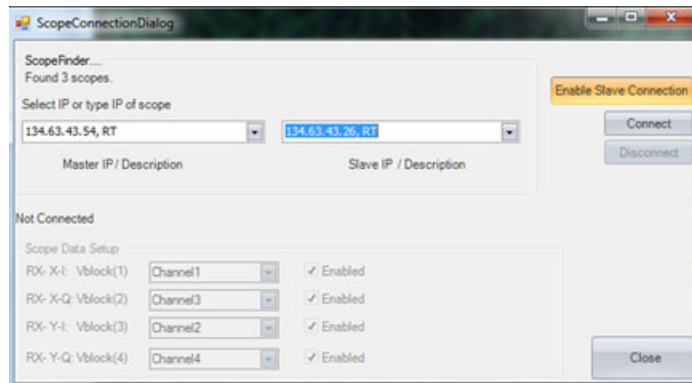 ScopeConnectionDialog
ScopeFinder....
Found 3 scopes.
Select IP or type IP of scope
134.63.43.54, RT
134.63.43.26, RT
Master IP / Description
Slave IP / Description
Enable Slave Connection
Connect
Disconnect
Not Connected
Scope Data Setup
RX- X-I: Vblock(1) Channel1 Enabled
RX- X-Q: Vblock(2) Channel3 Enabled
RX- Y-I: Vblock(3) Channel2 Enabled
RX- Y-Q: Vblock(4) Channel4 Enabled
Close